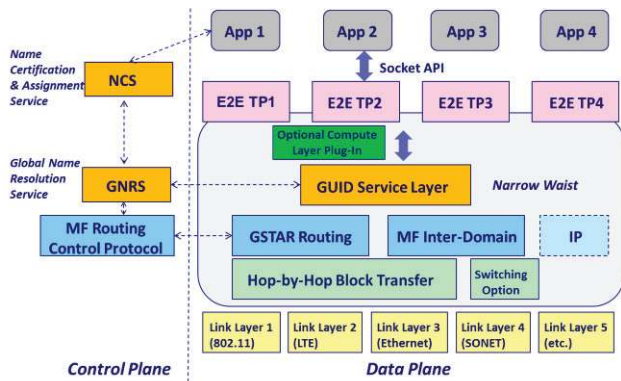 App 1
App 2
App 3
App 4
Name
Certification
& Assignment
Service
NCS
Socket API
E2E TP1
E2E TP2
E2E TP3
E2E TP4
Optional Compute
Layer Plug-In
Global Name
Resolution
Service
GNRS
GUID Service Layer
Narrow Waist
MF Routing
Control Protocol
GSTAR Routing
MF Inter-Domain
IP
Hop-by-Hop Block Transfer
Switching
Option
Link Layer 1
(802.11)
Link Layer 2
(LTE)
Link Layer 3
(Ethernet)
Link Layer 4
(SONET)
Link Layer 5
(etc.)
Control Plane
Data Plane